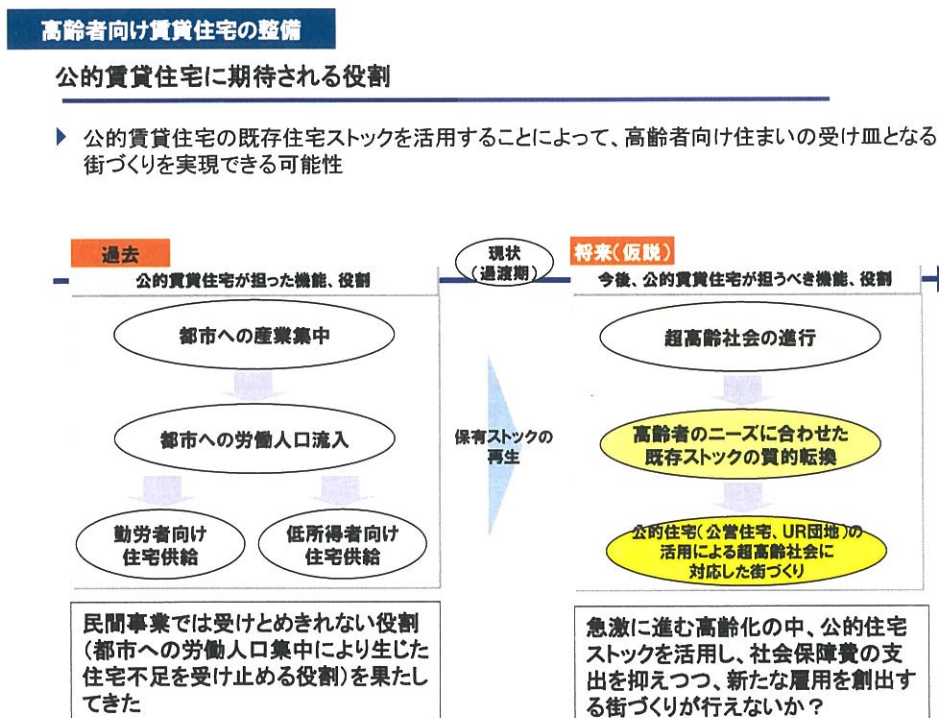 高齢者向け賃貸住宅の整備
公的賃貸住宅に期待される役割
公的賃貸住宅の既存住宅ストックを活用することによって、高齢者向け住まいの受け皿となる
街づくりを実現できる可能性
過去
公的賃貸住宅が担った機能、役割
都市への産業集中
都市への労働人口流入
勤労者向け
住宅供給
低所得者向け
住宅供給
民間事業では受けとめきれない役割
(都市への労働人口集中により生じた
住宅不足を受け止める役割)を果たし
てきた
現状
(過渡期)
保有ストックの
再生
将来(仮説)
今後、公的賃貸住宅が担うべき機能、役割
超高齢社会の進行
高齢者のニーズに合わせた
既存ストックの質的転換
公的住宅(公営住宅、UR団地)の
活用による超高齢社会に
対応した街づくり
急激に進む高齢化の中、公的住宅
ストックを活用し、社会保障費の支
出を抑えつつ、新たな雇用を創出す
る街づくりが行えないか?